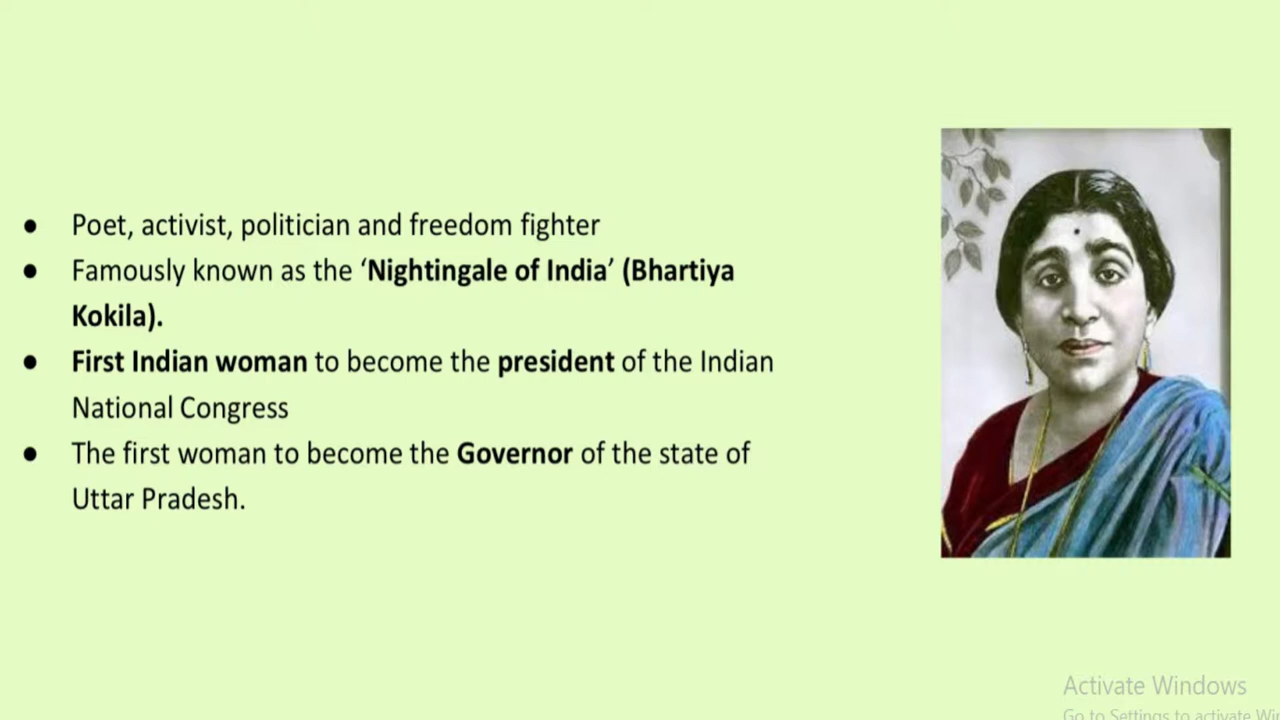 ● Poet, activist, politician and freedom fighter
● Famously known as the ‘Nightingale of India’ (Bhartiya
Kokila).
● First Indian woman to become the president of the Indian
National Congress
● The first woman to become the Governor of the state of
Uttar Pradesh.
Activate Windows
Go to Settings to activate